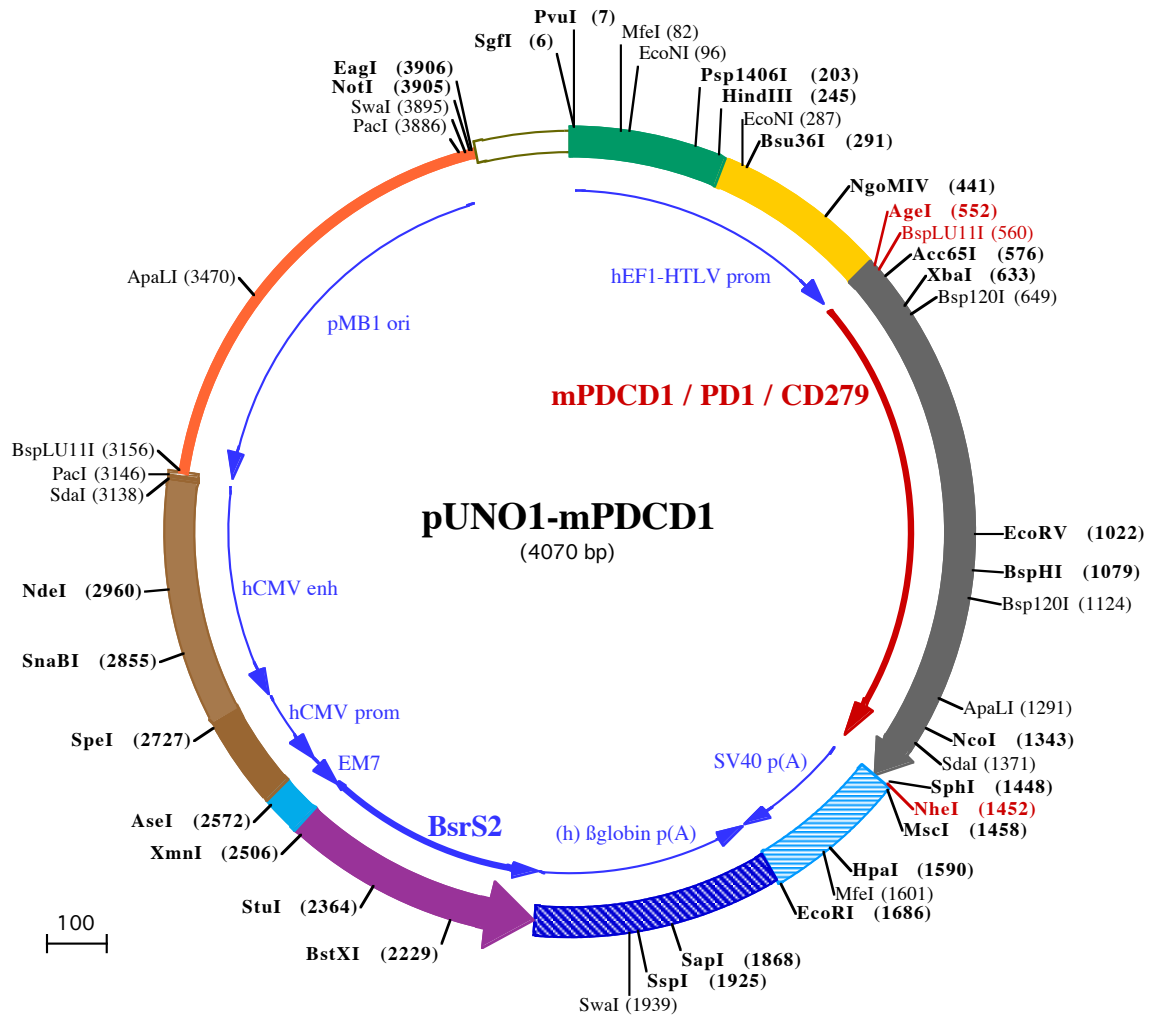 PvuI (7)
SgfI (6)
MfeI (82)
EcoNI (96)
Psp1406I (203)
HindIII (245)
EcoNI (287)
Bsu36I (291)
NgoMIV (441)
AgeI (552)
BspLU11I (560)
Acc65I (576)
XbaI (633)
Bsp120I (649)
EcoRV (1022)
BspHI (1079)
Bsp120I (1124)
ApaLI (1291)
NcoI (1343)
SdaI (1371)
SphI (1448)
NheI (1452)
MscI (1458)
HpaI (1590)
MfeI (1601)
EcoRI (1686)
SapI (1868)
SspI (1925)
SwaI (1939)
BstXI (2229)
StuI (2364)
XmnI (2506)
AseI (2572)
SpeI (2727)
SnaBI (2855)
NdeI (2960)
SdaI (3138)
PacI (3146)
BspLU11I (3156)
ApaLI (3470)
PacI (3886)
SwaI (3895)
NotI (3905)
EagI (3906)
hEF1-HTLV prom
pMB1 ori
mPDCD1 / PD1 / CD279
pUNO1-mPDCD1
(4070 bp)
hCMV enh
hCMV prom
EM7
SV40 p(A)
BsrS2
(h) ßglobin p(A)
100